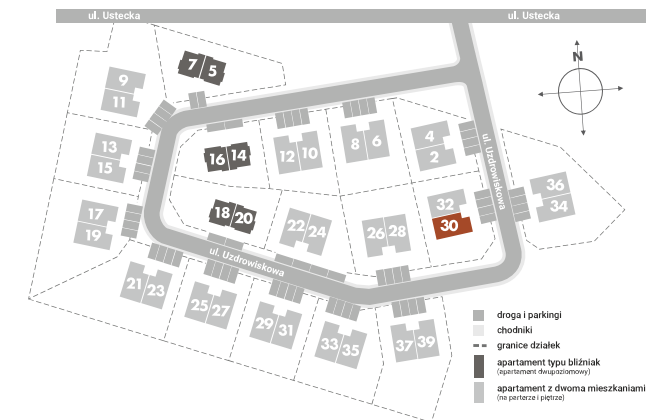 ul. Ustecka
ul. Ustecka
7 5
N
9
11
16 14
12 10
8 6
4
2
13
15
ul. Uzdrowiskowa
36
34
17
19
18 20
22 24
26 28
32
30
ul. Uzdrowiskowa
21 23
25 27
29 31
33 35
37 39
droga i parkingi
chodniki
granice działek
apartament typu bliźniak
(apartament dwupoziomowy)
apartament z dwoma mieszkaniami
(na parterze i piętrze)